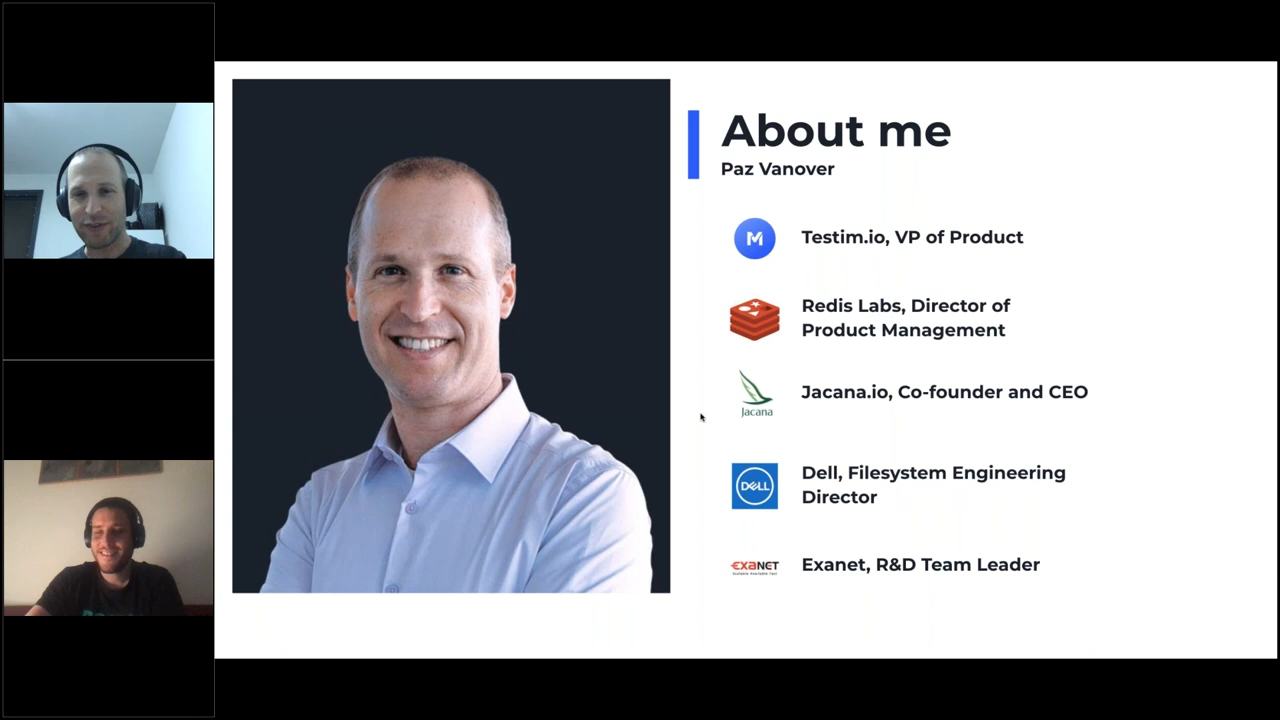 About me
Paz Vanover
Testim.io, VP of Product
Redis Labs, Director of
Product Management
Jacana.io, Co-founder and CEO
Jacana
Dell, Filesystem Engineering
Director
DELL
Exanet, R&D Team Leader
EXANET